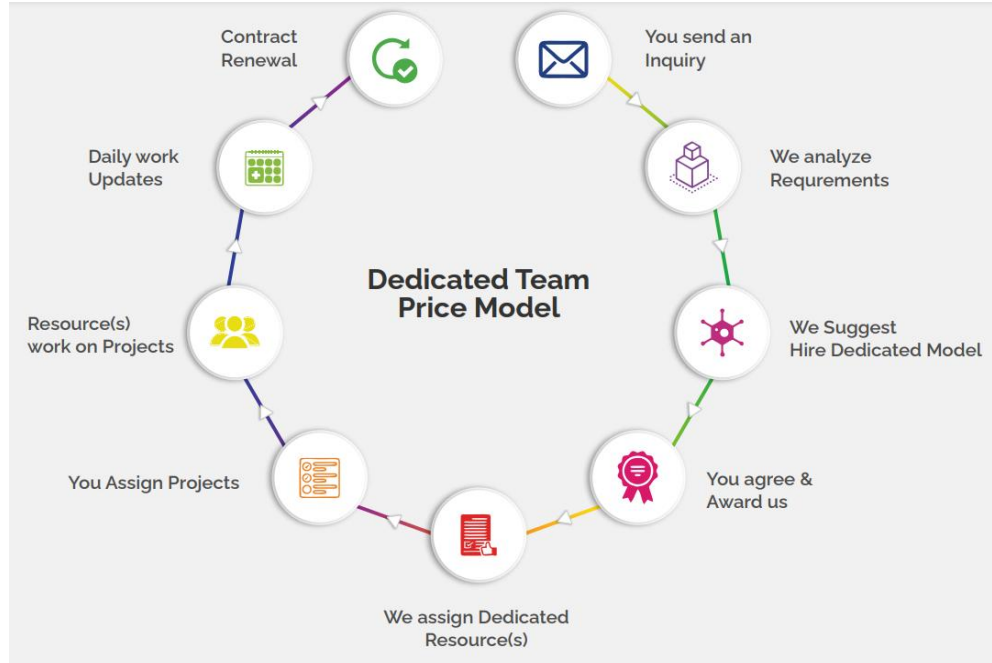 Dedicated Team
Price Model
You send an
Inquiry
We analyze
Requrements
We Suggest
Hire Dedicated Model
You agree &
Award us
We assign Dedicated
Resource(s)
You Assign Projects
Resource(s)
work on Projects
Daily work
Updates
Contract
Renewal